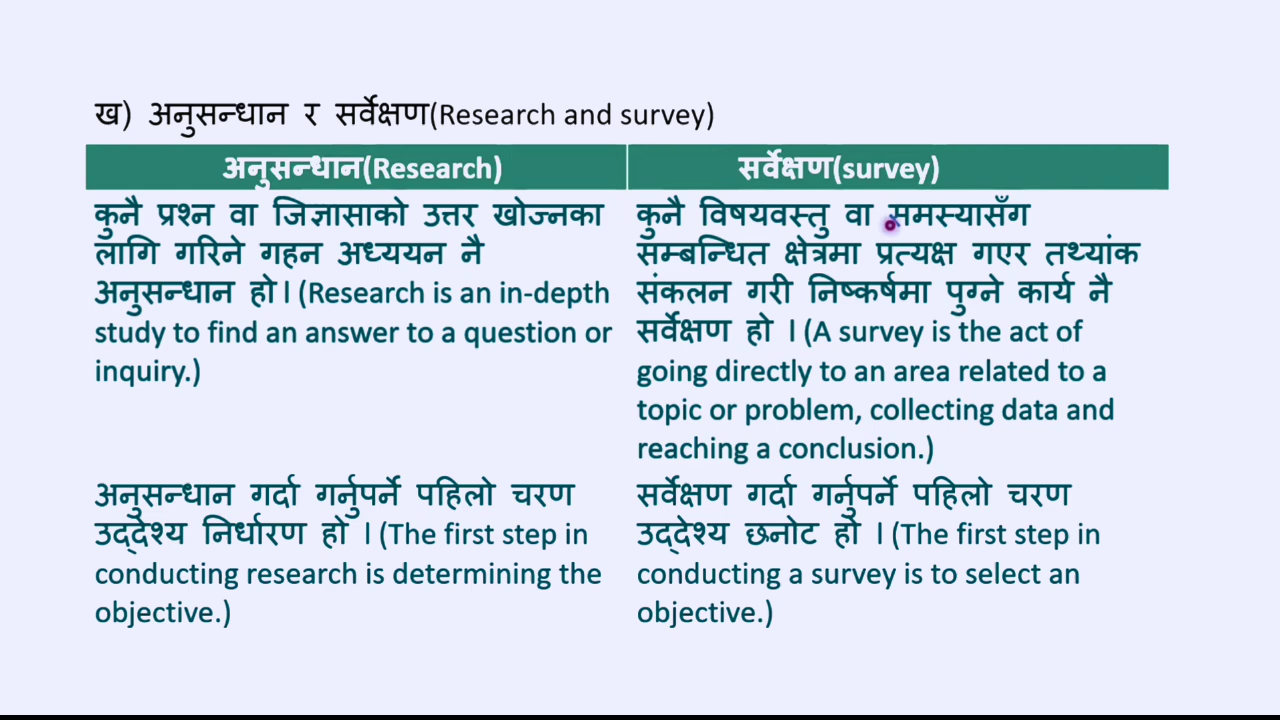 ख) अनुसन्धान र सर्वेक्षण(Research and survey)
अनुसन्धान(Research)
सर्वेक्षण(survey)
कुनै प्रश्न वा जिज्ञासाको उत्तर खोज्नका
लागि गरिने गहन अध्ययन नै
अनुसन्धान हो। (Research is an in-depth
study to find an answer to a question or
inquiry.)
कुनै विषयवस्तु वा समस्यासँग
सम्बन्धित क्षेत्रमा प्रत्यक्ष गएर तथ्यांक
संकलन गरी निष्कर्षमा पुग्ने कार्य नै
सर्वेक्षण हो । (A survey is the act of
going directly to an area related to a
topic or problem, collecting data and
reaching a conclusion.)
अनुसन्धान गर्दा गर्नुपर्ने पहिलो चरण
उद्देश्य निर्धारण हो । (The first step in
conducting research is determining the
objective.)
सर्वेक्षण गर्दा गर्नुपर्ने पहिलो चरण
उद्देश्य छनोट हो । (The first step in
conducting a survey is to select an
objective.)